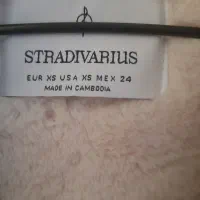 STRADIVARIUS
EUR XS USA XS MEX 24
MADE IN CAMBODIA